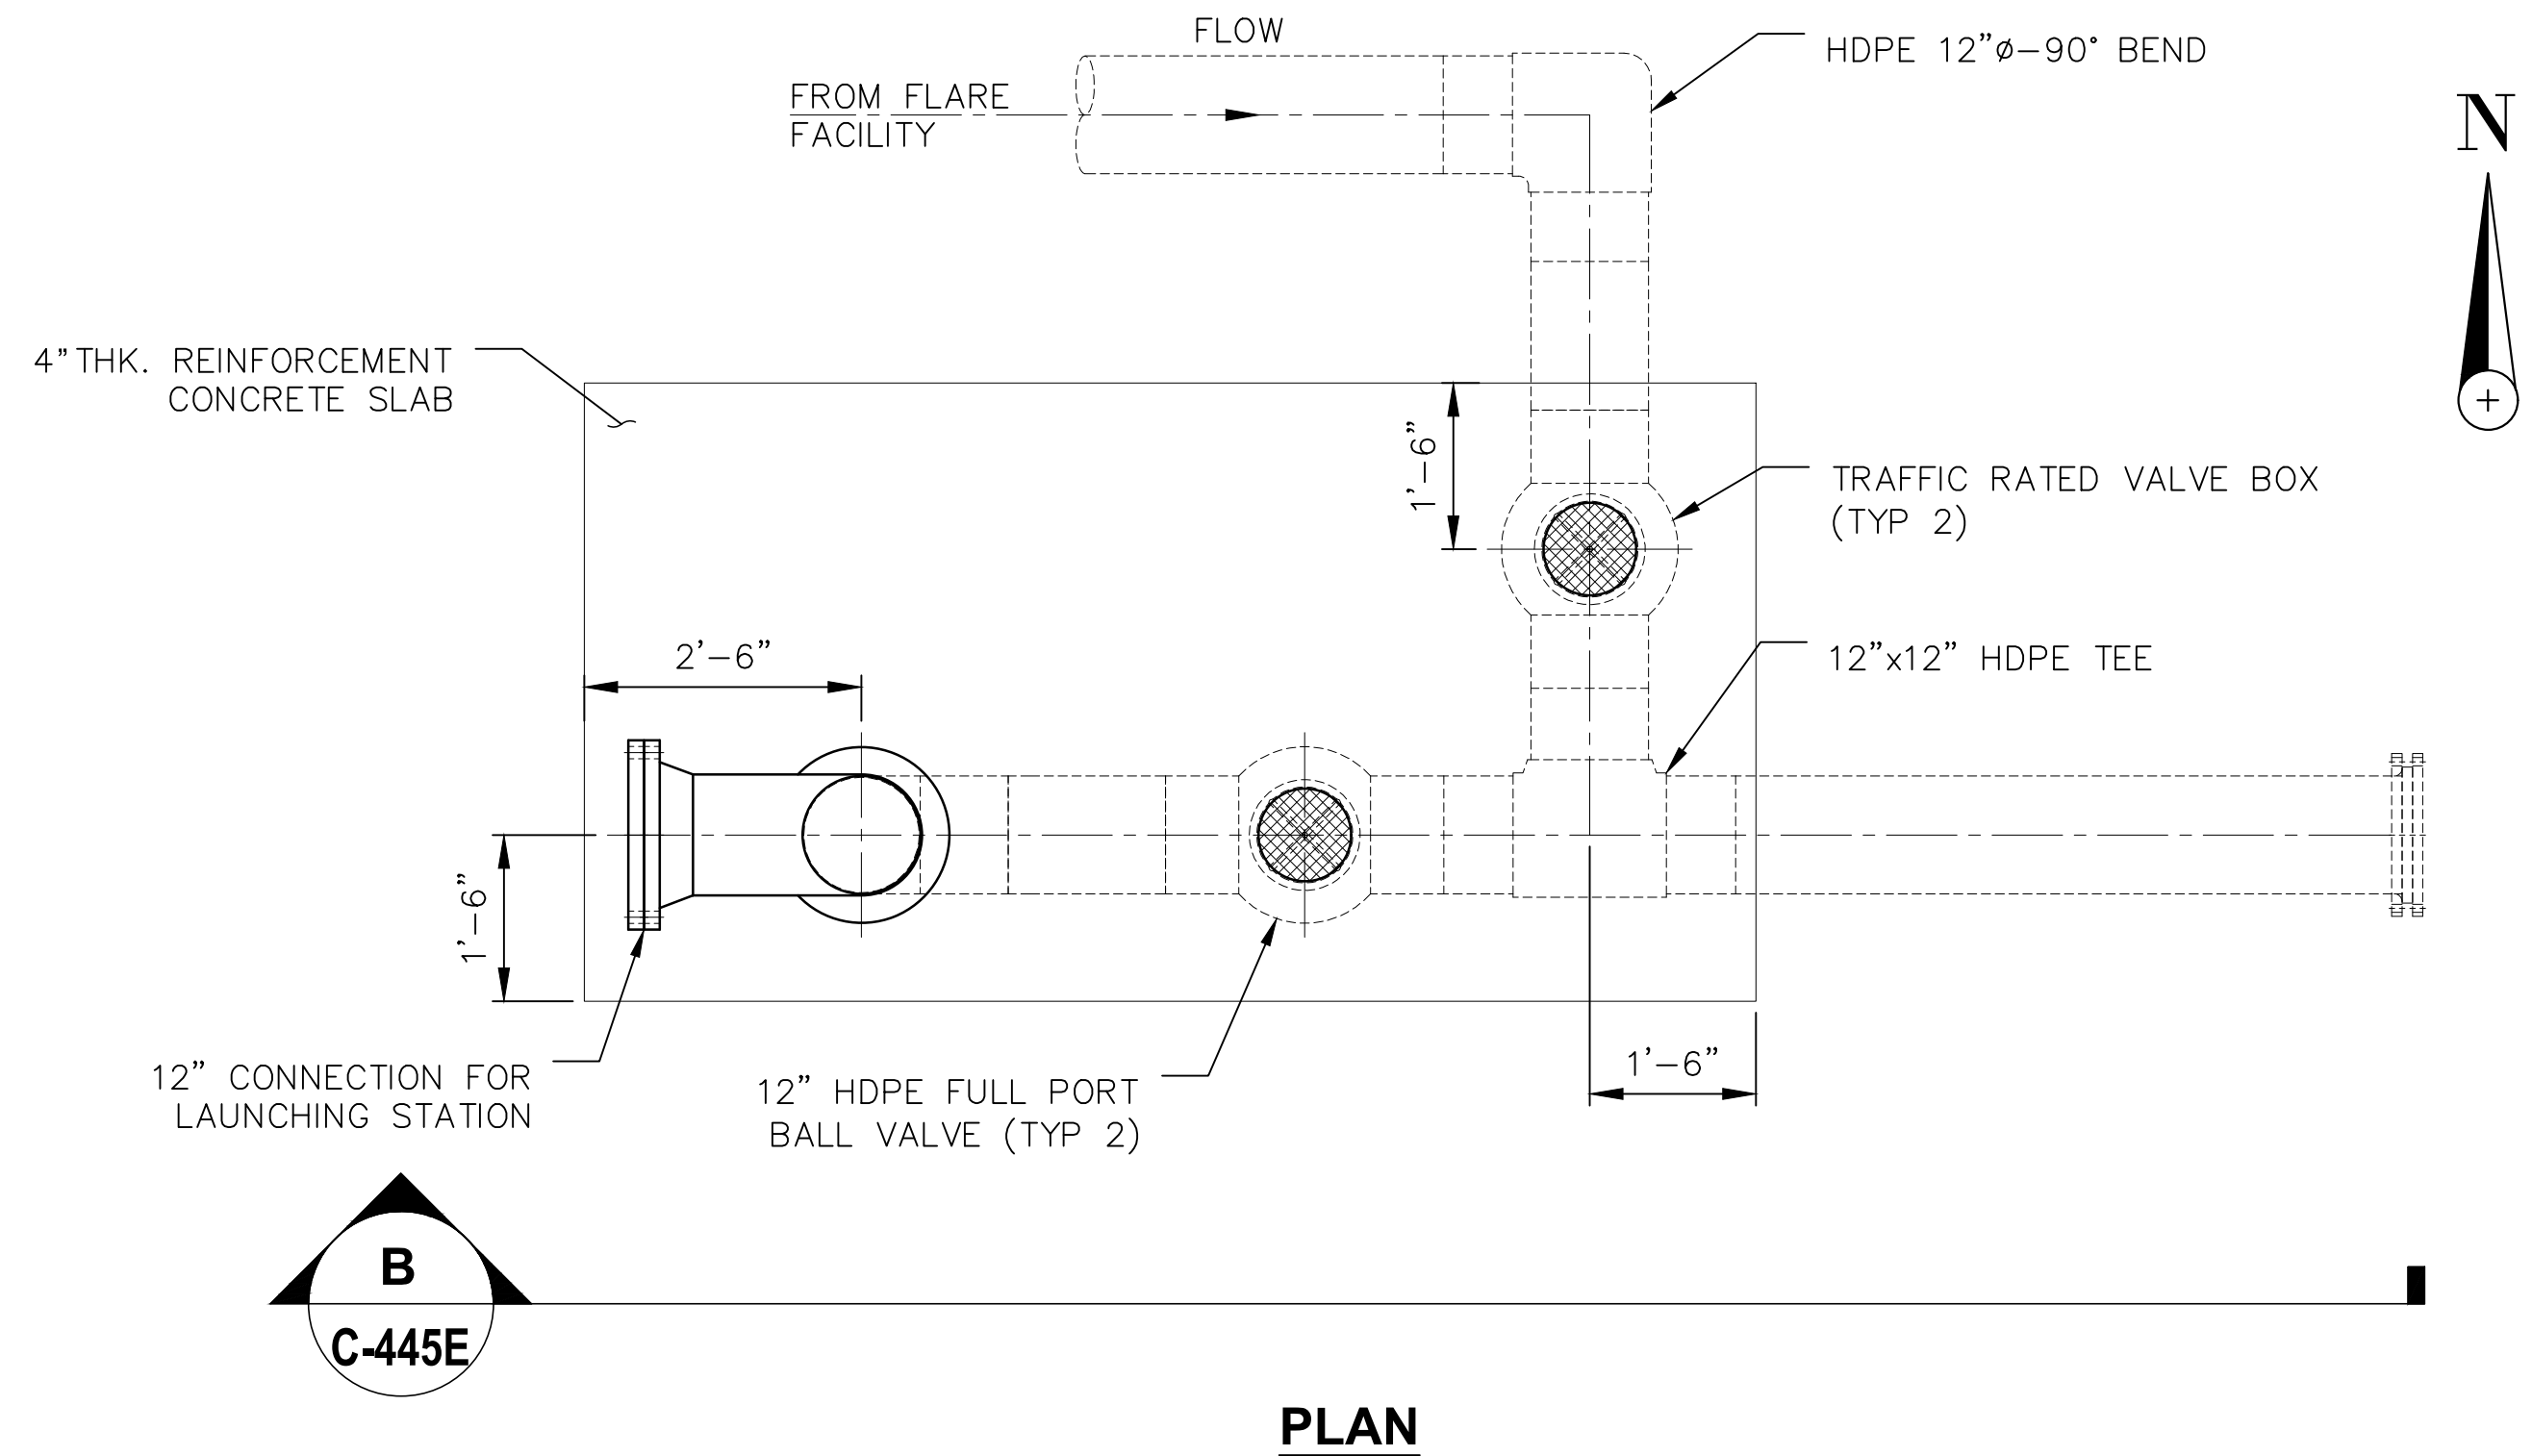 FLOW
HDPE 12”ø–90° BEND
FROM FLARE
FACILITY
N
4” THK. REINFORCEMENT
CONCRETE SLAB
1’–6”
TRAFFIC RATED VALVE BOX
(TYP 2)
2’–6”
12”x12” HDPE TEE
1’–6”
12” CONNECTION FOR
LAUNCHING STATION
12” HDPE FULL PORT
BALL VALVE (TYP 2)
1’–6”
B
C-445E
PLAN